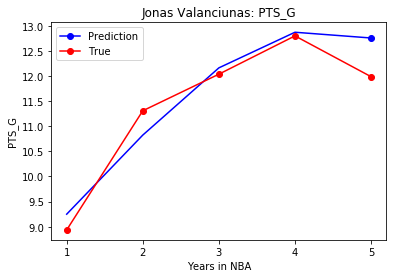 Jonas Valanciunas: PTS_G
Prediction
True
13.0
12.5
12.0
11.5
11.0
10.5
10.0
9.5
9.0
PTS_G
1 2 3 4 5
Years in NBA